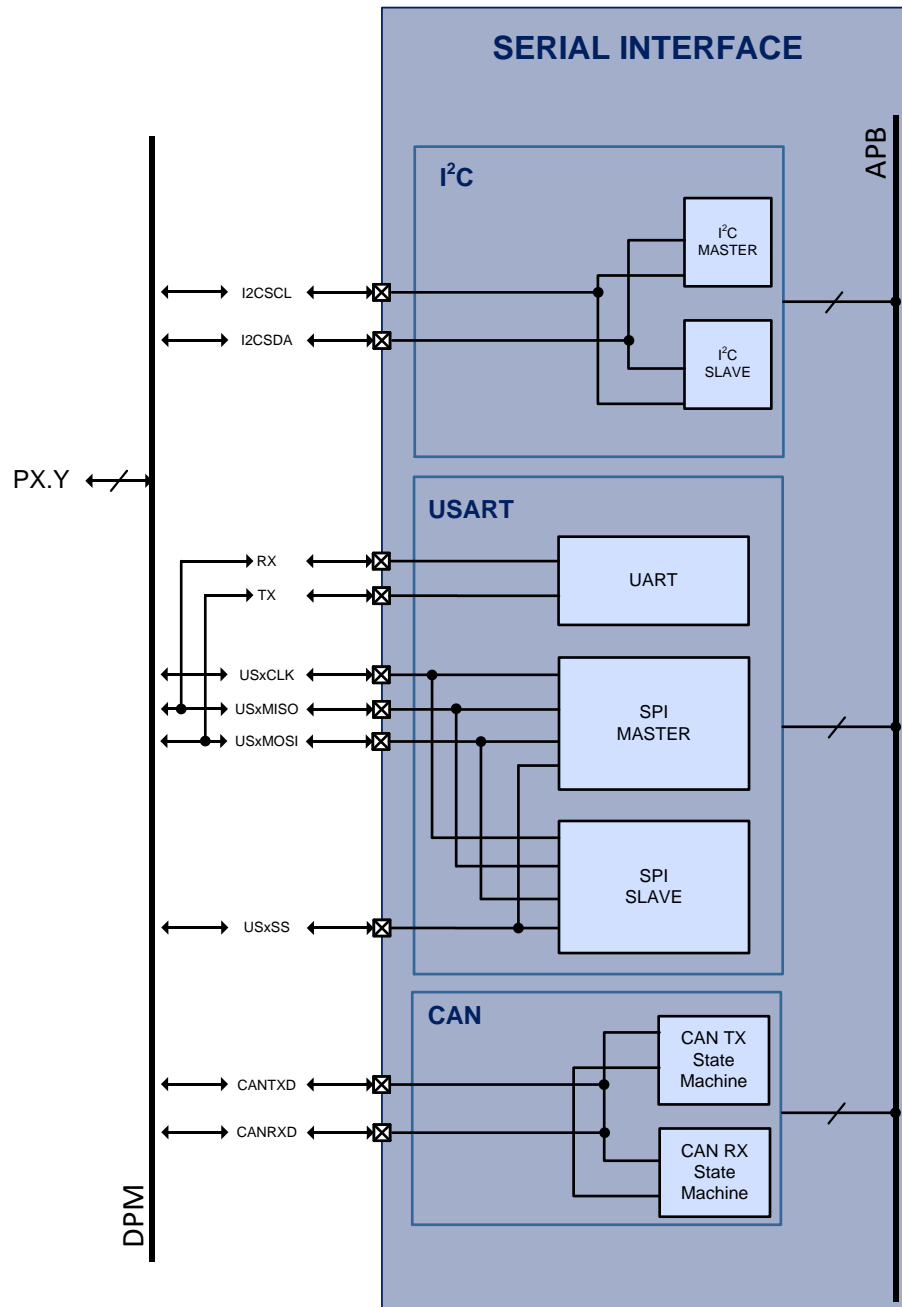 SERIAL INTERFACE
APB
I²C
I²C
MASTER
I2CSCL
I2CSDA
I²C
SLAVE
PX.Y
USART
RX
UART
TX
USxCLK
USxMISO
SPI
MASTER
USxMOSI
SPI
SLAVE
USxSS
CAN
CAN TX
State
Machine
CANTXD
CANRXD
CAN RX
State
Machine
DPM